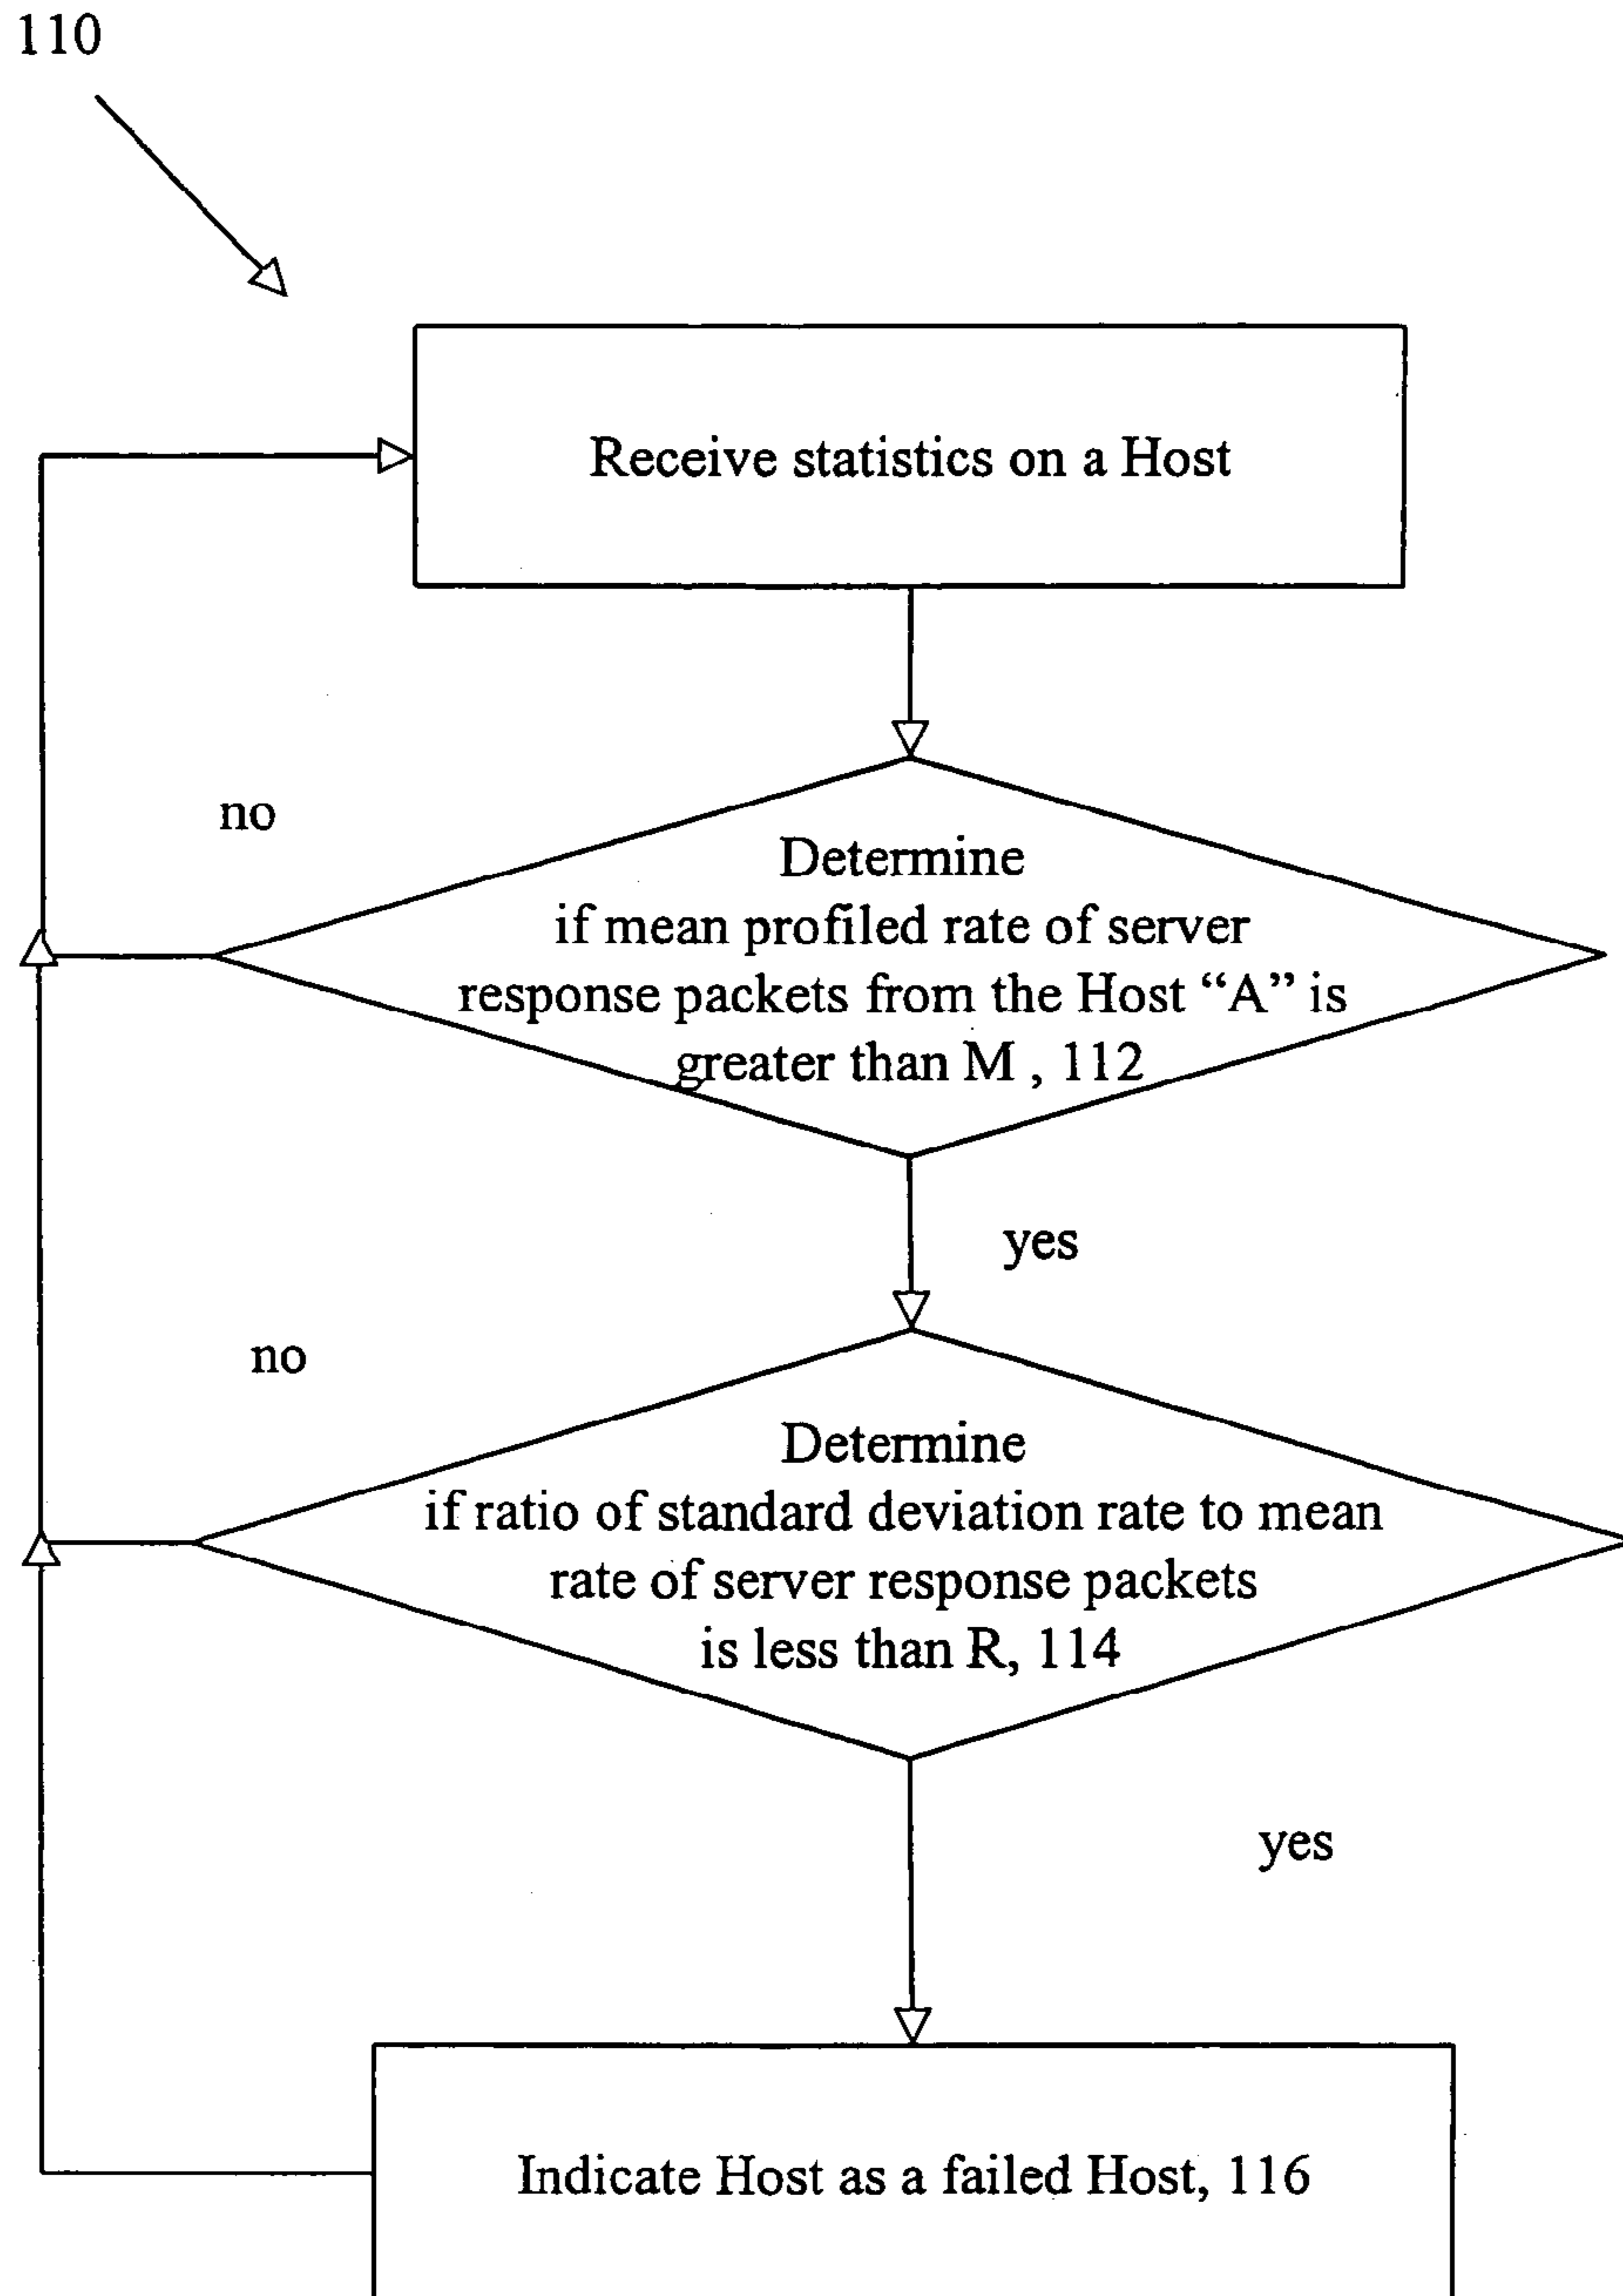 110
Receive statistics on a Host
no
Determine
if mean profiled rate of server
response packets from the Host “A” is
greater than M , 112
yes
no
Determine
if ratio of standard deviation rate to mean
rate of server response packets
is less than R, 114
yes
Indicate Host as a failed Host, 116